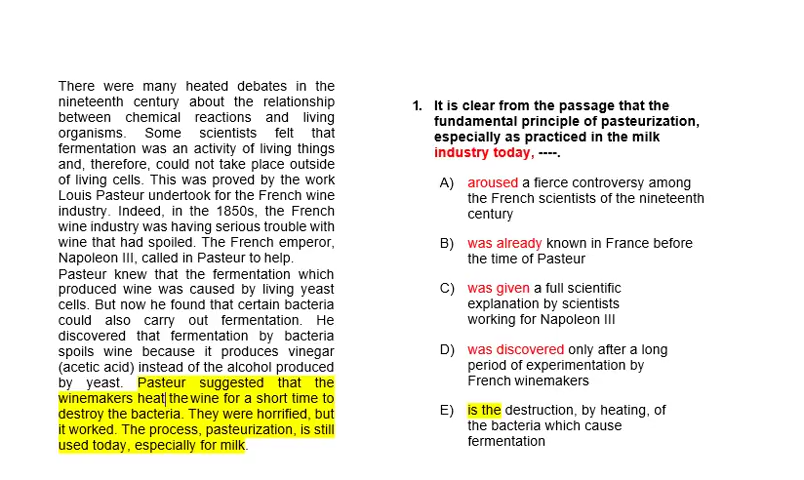 There were many heated debates in the
nineteenth century about the relationship
between chemical reactions and living
organisms. Some scientists felt that
fermentation was an activity of living things
and, therefore, could not take place outside
of living cells. This was proved by the work
Louis Pasteur undertook for the French wine
industry. Indeed, in the 1850s, the French
wine industry was having serious trouble with
wine that had spoiled. The French emperor,
Napoleon III, called in Pasteur to help.
Pasteur knew that the fermentation which
produced wine was caused by living yeast
cells. But now he found that certain bacteria
could also carry out fermentation. He
discovered that fermentation by bacteria
spoils wine because it produces vinegar
(acetic acid) instead of the alcohol produced
by yeast. Pasteur suggested that the
winemakers heat the wine for a short time to
destroy the bacteria. They were horrified, but
it worked. The process, pasteurization, is still
used today, especially for milk.
1. It is clear from the passage that the
fundamental principle of pasteurization,
especially as practiced in the milk
industry today, ----.
A) aroused a fierce controversy among
the French scientists of the nineteenth
century
B) was already known in France before
the time of Pasteur
C) was given a full scientific
explanation by scientists
working for Napoleon III
D) was discovered only after a long
period of experimentation by
French winemakers
E) is the destruction, by heating, of
the bacteria which cause
fermentation